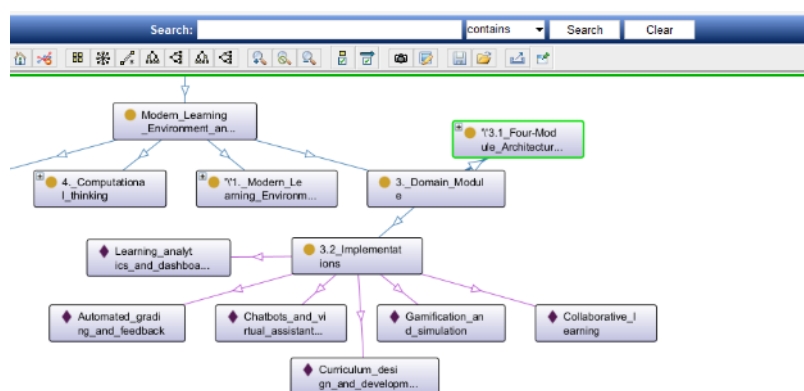 Search:
contains
Search
Clear
Modern_Learning
_Environment_an...
"\'3.1_Four-Mod
ule_Architectur...
4._Computationa
l_thinking
"\'1._Modern_Le
arning_Environm...
3._Domain_Modul
e
Learning_analyt
ics_and_dashboa...
3.2_Implementat
ions
Automated_gradi
ng_and_feedback
Chatbots_and_vi
rtual_assistant...
Gamification_an
d_simulation
Collaborative_l
earning
Curriculum_desi
gn_and_developm...